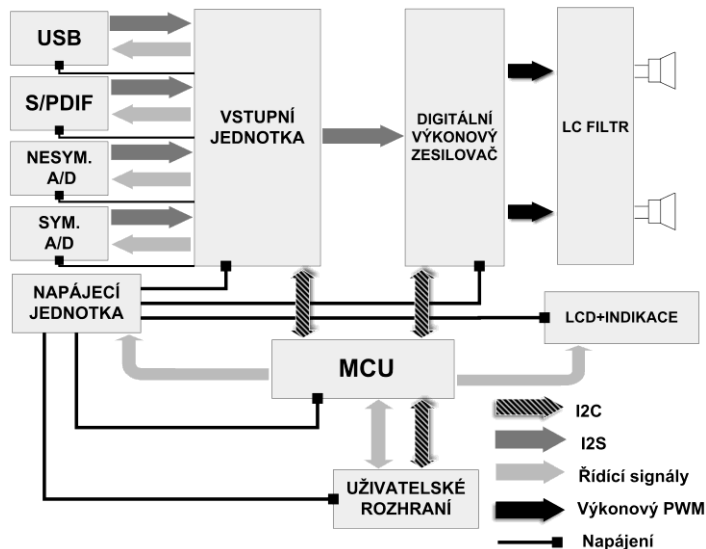 USB
S/PDIF
NESYM.
A/D
SYM.
A/D
VSTUPNÍ
JEDNOTKA
DIGITÁLNÍ
VÝKONOVÝ
ZESILOVAČ
LC FILTR
NAPÁJECÍ
JEDNOTKA
LCD+INDIKACE
MCU
UŽIVATELSKÉ
ROZHRANÍ
I2C
I2S
Řídící signály
Výkonový PWM
Napájení